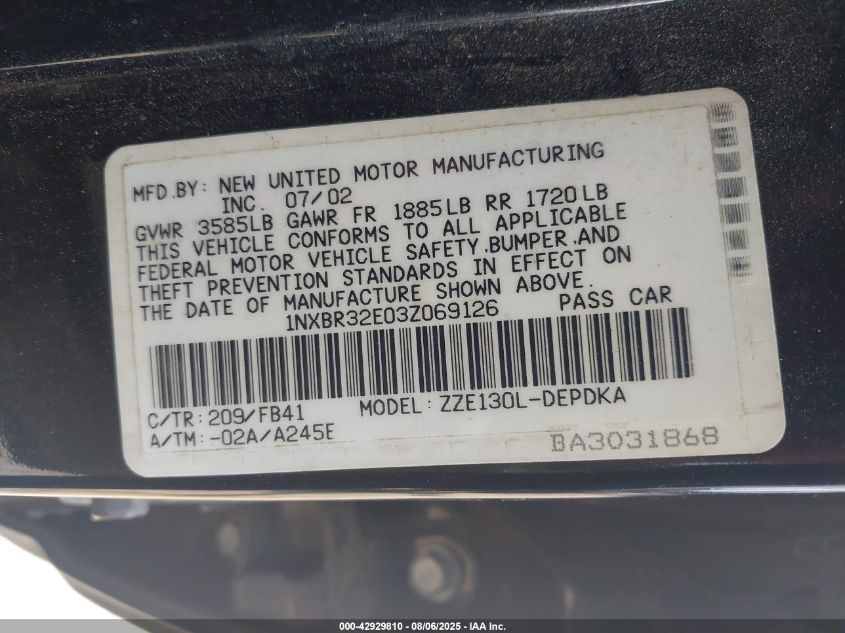 MFD.BY: NEW UNITED MOTOR MANUFACTURING
INC. 07/02
GVWR 3585LB GAWR FR 1885LB RR 1720LB
THIS VEHICLE CONFORMS TO ALL APPLICABLE
FEDERAL MOTOR VEHICLE SAFETY,BUMPER,AND
THEFT PREVENTION STANDARDS IN EFFECT ON
THE DATE OF MANUFACTURE SHOWN ABOVE.
1NXBR32E03Z069126 PASS CAR
C/TR: 209/FB41 MODEL: ZZE130L-DEPDKA
A/TM: -02A/A245E
BA3031868
000-42929810 - 08/06/2025 - IAA Inc.